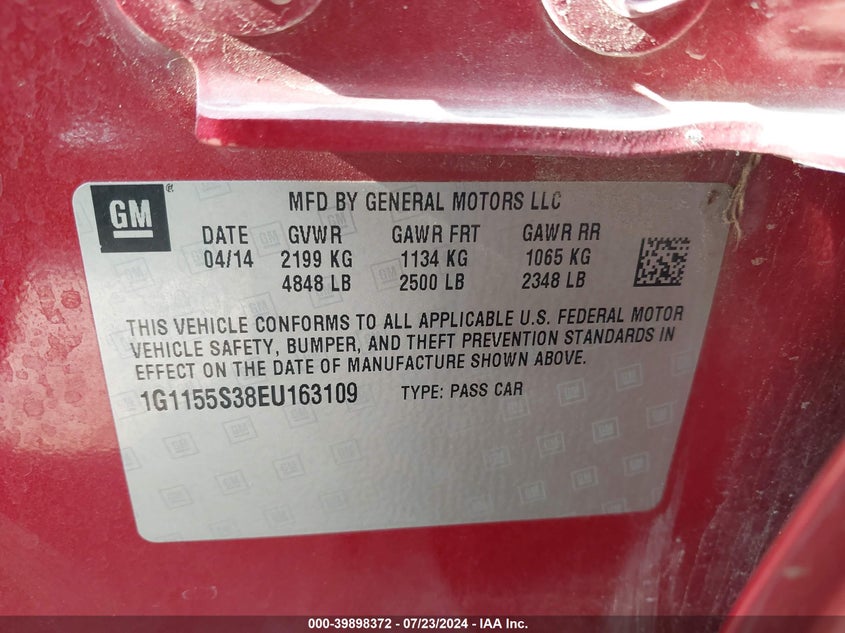 GM®
MFD BY GENERAL MOTORS LLC
DATE GVWR GAWR FRT GAWR RR
04/14 2199 KG 1134 KG 1065 KG
4848 LB 2500 LB 2348 LB
THIS VEHICLE CONFORMS TO ALL APPLICABLE U.S. FEDERAL MOTOR
VEHICLE SAFETY, BUMPER, AND THEFT PREVENTION STANDARDS IN
EFFECT ON THE DATE OF MANUFACTURE SHOWN ABOVE.
1G1155S38EU163109 TYPE: PASS CAR
000-39898372 - 07/23/2024 - IAA Inc.